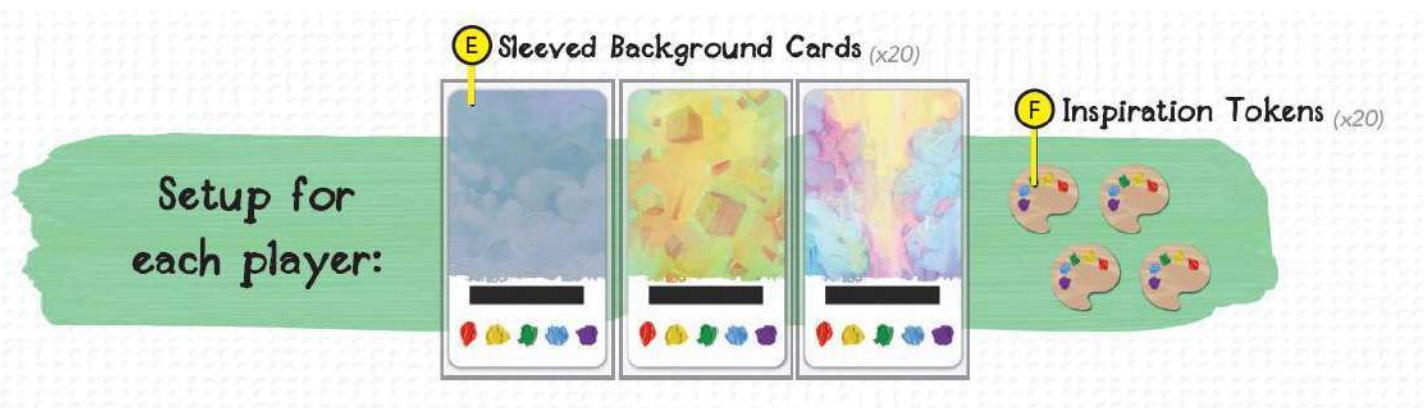 E Sleeved Background Cards (x20)
F Inspiration Tokens (x20)
Setup for
each player: